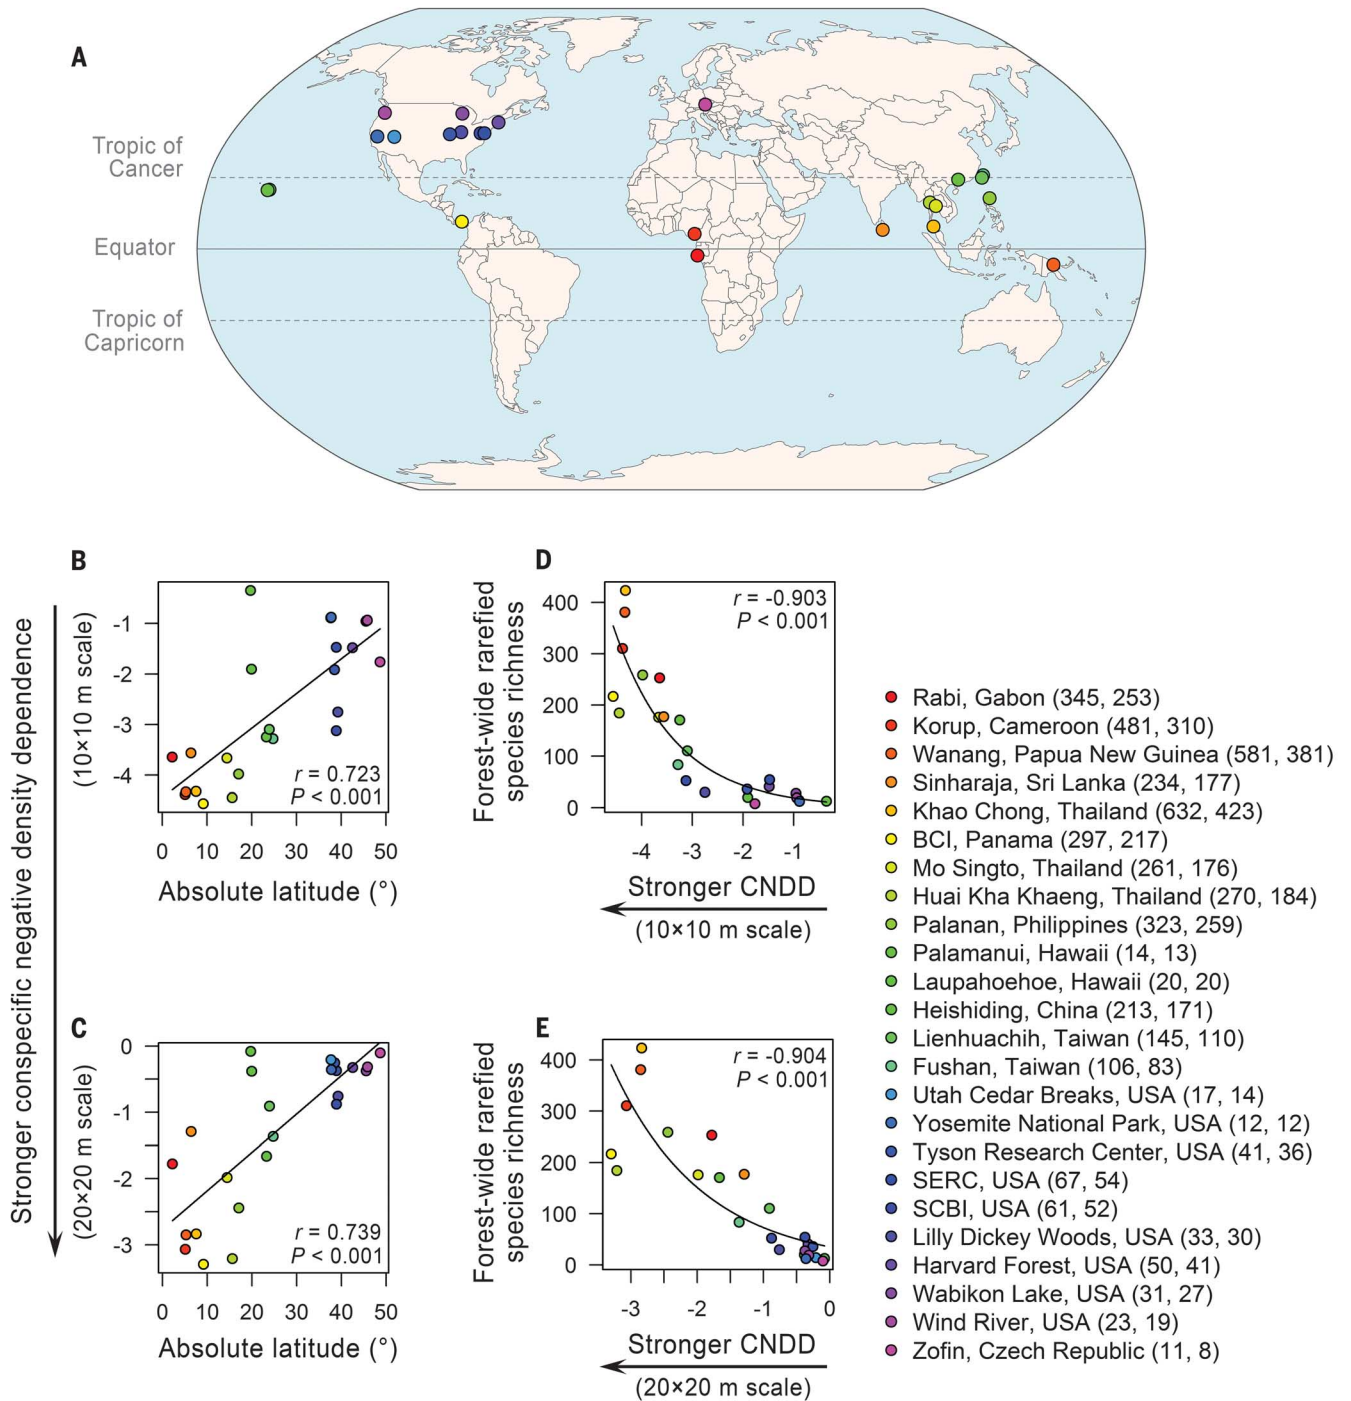 A
Tropic of
Cancer
Equator
Tropic of
Capricorn
Stronger conspecific negative density dependence
B
(10×10 m scale)
-1
-2
-3
-4
r = 0.723
P < 0.001
0 10 20 30 40 50
Absolute latitude (°)
C
(20×20 m scale)
0
-1
-2
-3
r = 0.739
P < 0.001
0 10 20 30 40 50
Absolute latitude (°)
D
Forest-wide rarefied
species richness
400
300
200
100
0
r = -0.903
P < 0.001
-4 -3 -2 -1
Stronger CNDD
(10×10 m scale)
E
Forest-wide rarefied
species richness
400
300
200
100
0
r = -0.904
P < 0.001
-3 -2 -1 0
Stronger CNDD
(20×20 m scale)
Rabi, Gabon (345, 253)
Korup, Cameroon (481, 310)
Wanang, Papua New Guinea (581, 381)
Sinharaja, Sri Lanka (234, 177)
Khao Chong, Thailand (632, 423)
BCI, Panama (297, 217)
Mo Singto, Thailand (261, 176)
Huai Kha Khaeng, Thailand (270, 184)
Palanan, Philippines (323, 259)
Palamanui, Hawaii (14, 13)
Laupahoehoe, Hawaii (20, 20)
Heishiding, China (213, 171)
Lienhuachih, Taiwan (145, 110)
Fushan, Taiwan (106, 83)
Utah Cedar Breaks, USA (17, 14)
Yosemite National Park, USA (12, 12)
Tyson Research Center, USA (41, 36)
SERC, USA (67, 54)
SCBI, USA (61, 52)
Lilly Dickey Woods, USA (33, 30)
Harvard Forest, USA (50, 41)
Wabikon Lake, USA (31, 27)
Wind River, USA (23, 19)
Zofin, Czech Republic (11, 8)